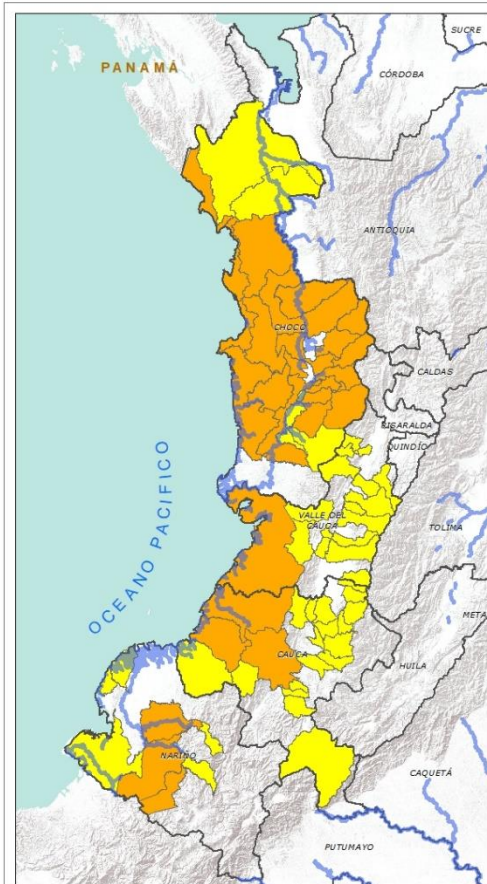 SUCRE
PANAMÁ
CÓRDOBA
ANTIOQUIA
CHOCÓ
CALDAS
RISARALDA
QUINDÍO
VALLE DEL
CAUCA
TOLIMA
OCEANO PACIFICO
META
CAUCA
HUILA
NARIÑO
CAQUETÁ
PUTUMAYO